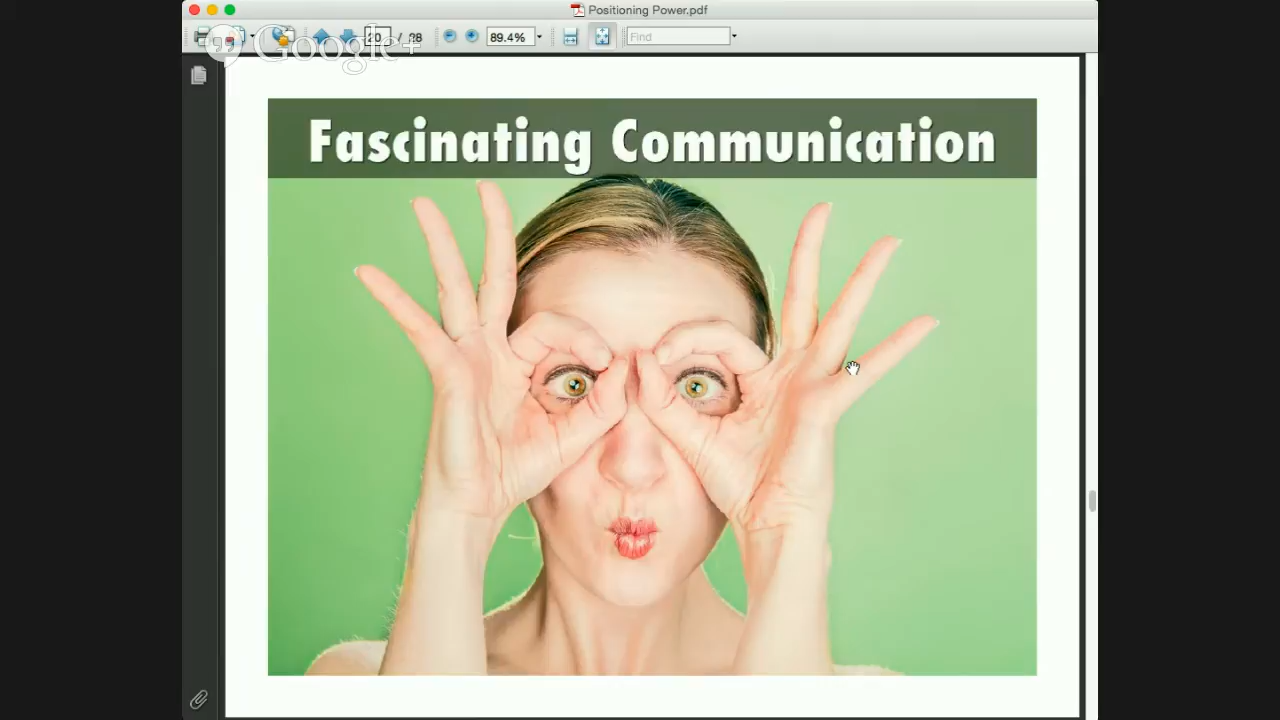 Positioning Power.pdf
20 / 88 89.4% Find
Google+
Fascinating Communication